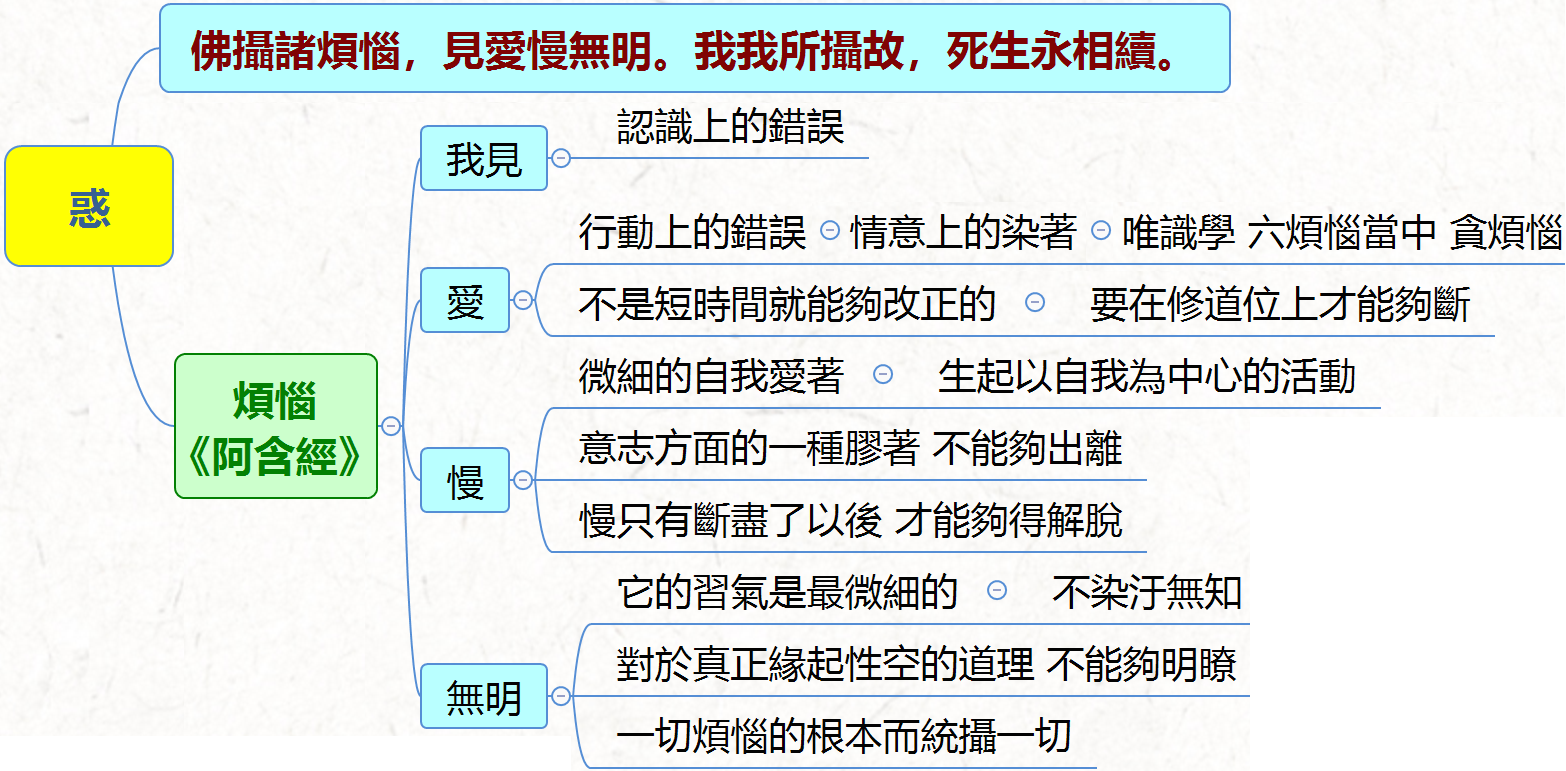 佛攝諸煩惱，見愛慢無明。我我所攝故，死生永相續。
惑
煩惱
《阿含經》
我見
認識上的錯誤
愛
行動上的錯誤 情意上的染著 唯識學 六煩惱當中 貪煩惱
不是短時間就能夠改正的 要在修道位上才能夠斷
慢
微細的自我愛著 生起以自我為中心的活動
意志方面的一種膠著 不能夠出離
慢只有斷盡了以後 才能夠得解脫
無明
它的習氣是最微細的 不染汙無知
對於真正緣起性空的道理 不能夠明瞭
一切煩惱的根本而統攝一切